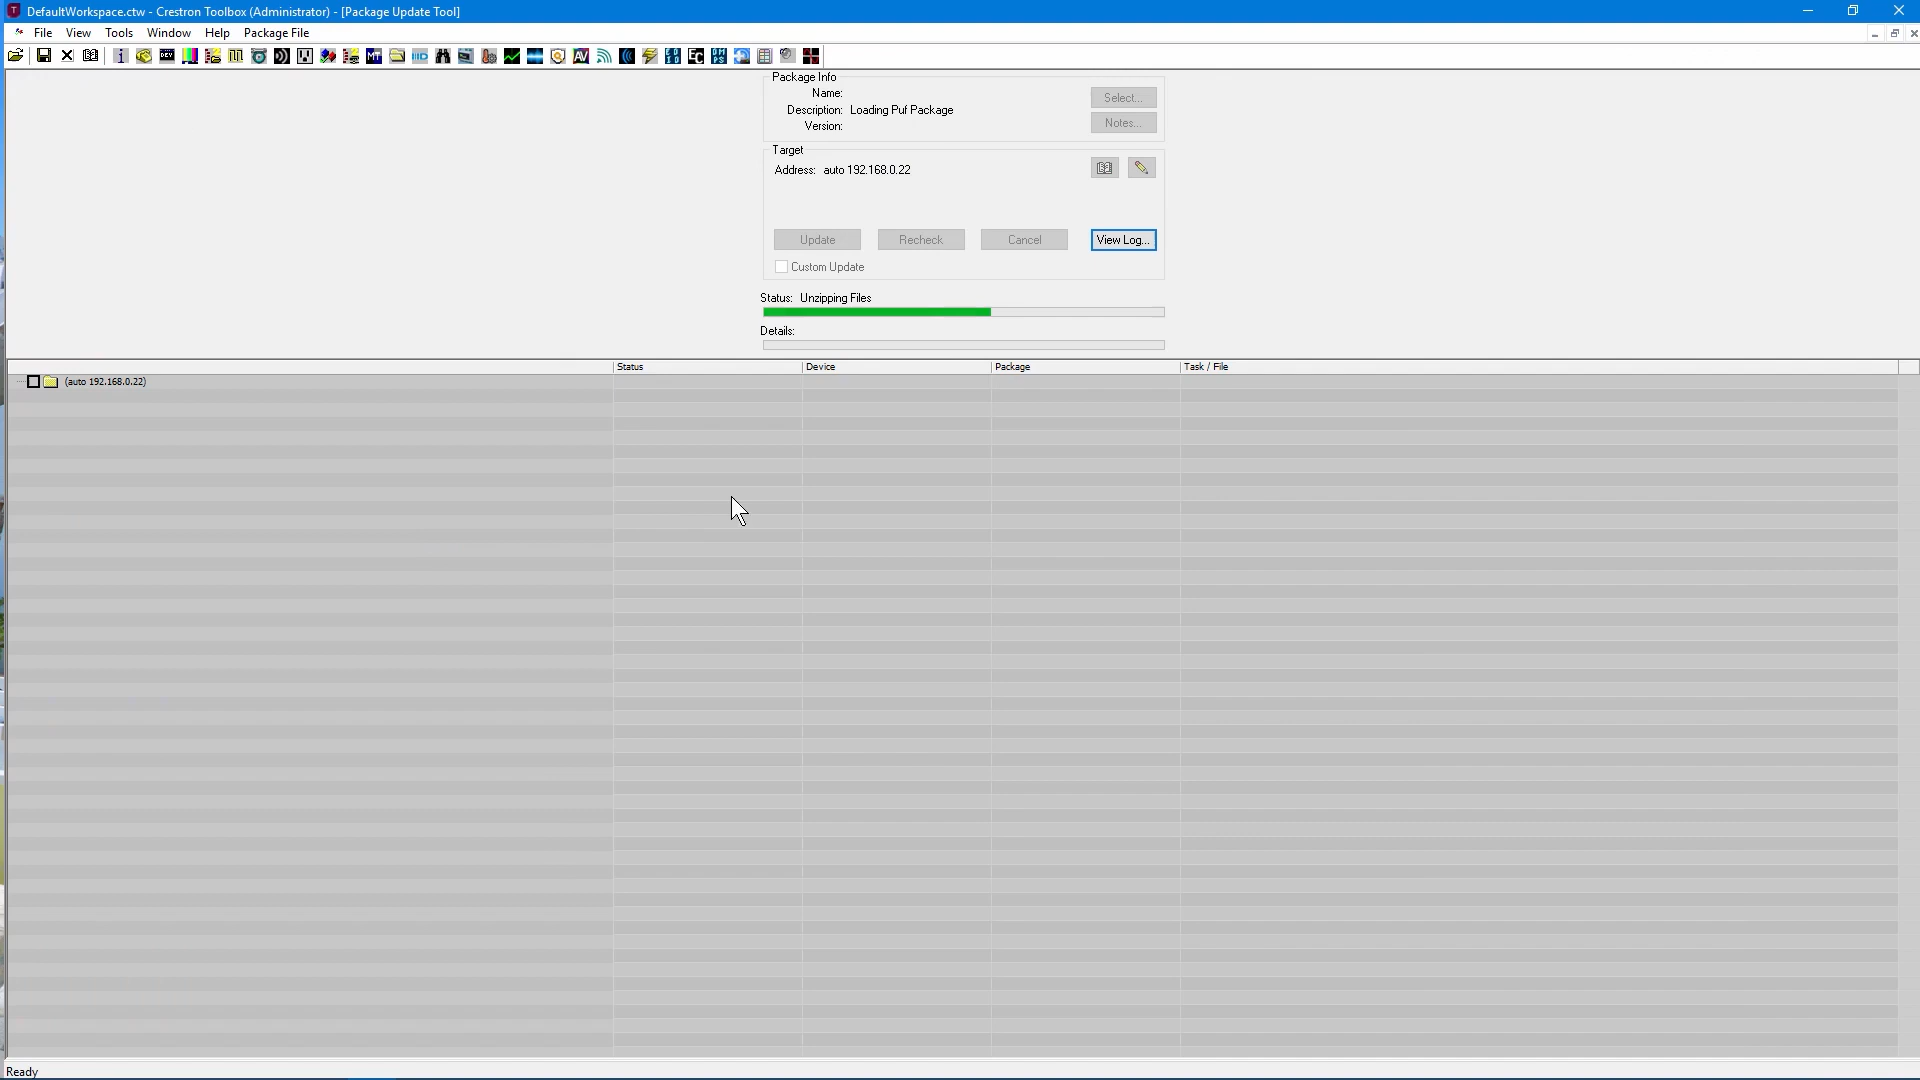 DefaultWorkspace.ctw - Crestron Toolbox (Administrator) - [Package Update Tool]
File View Tools Window Help Package File
Package Info
Name:
Select...
Description: Loading Puf Package
Notes...
Version:
Target
Address: auto 192.168.0.22
Update Recheck Cancel View Log...
Custom Update
Status: Unzipping Files
Details:
Status Device Package Task / File
(auto 192.168.0.22)
Ready